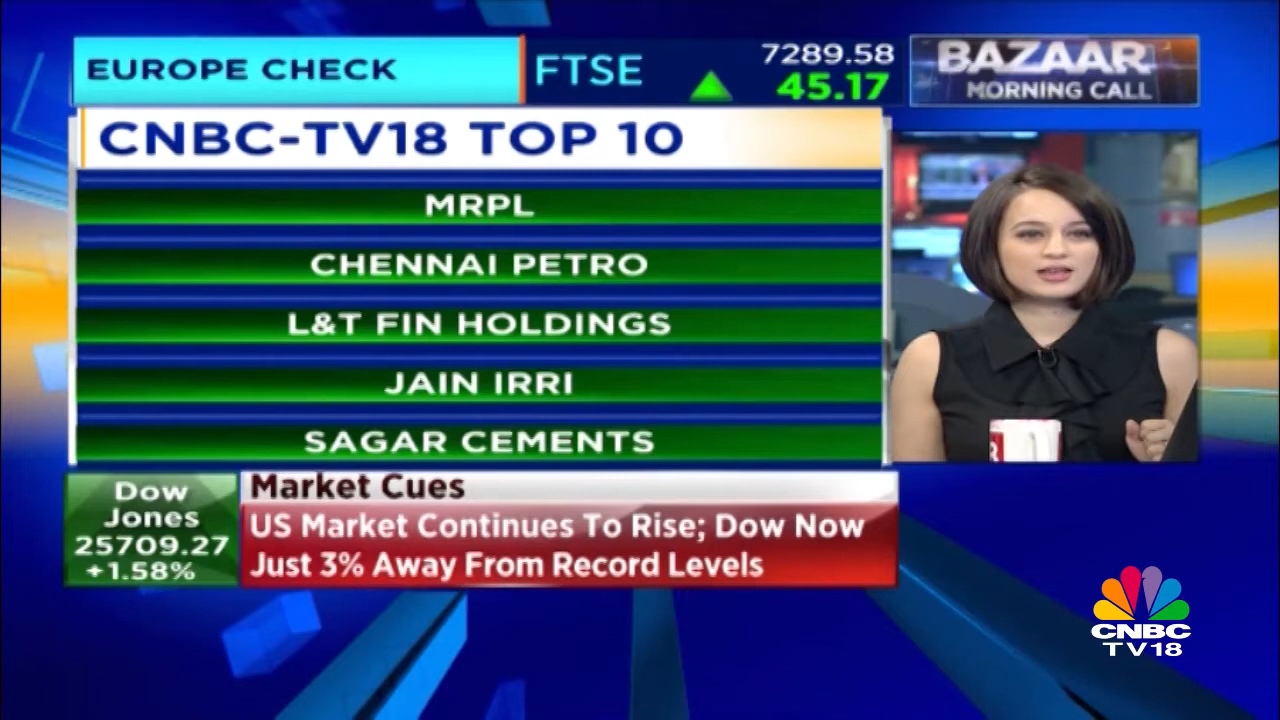 EUROPE CHECK
FTSE
7289.58
45.17
BAZAAR
MORNING CALL
CNBC-TV18 TOP 10
MRPL
CHENNAI PETRO
L&T FIN HOLDINGS
JAIN IRRI
SAGAR CEMENTS
Dow
Jones
25709.27
+1.58%
Market Cues
US Market Continues To Rise; Dow Now
Just 3% Away From Record Levels
CNBC
TV18